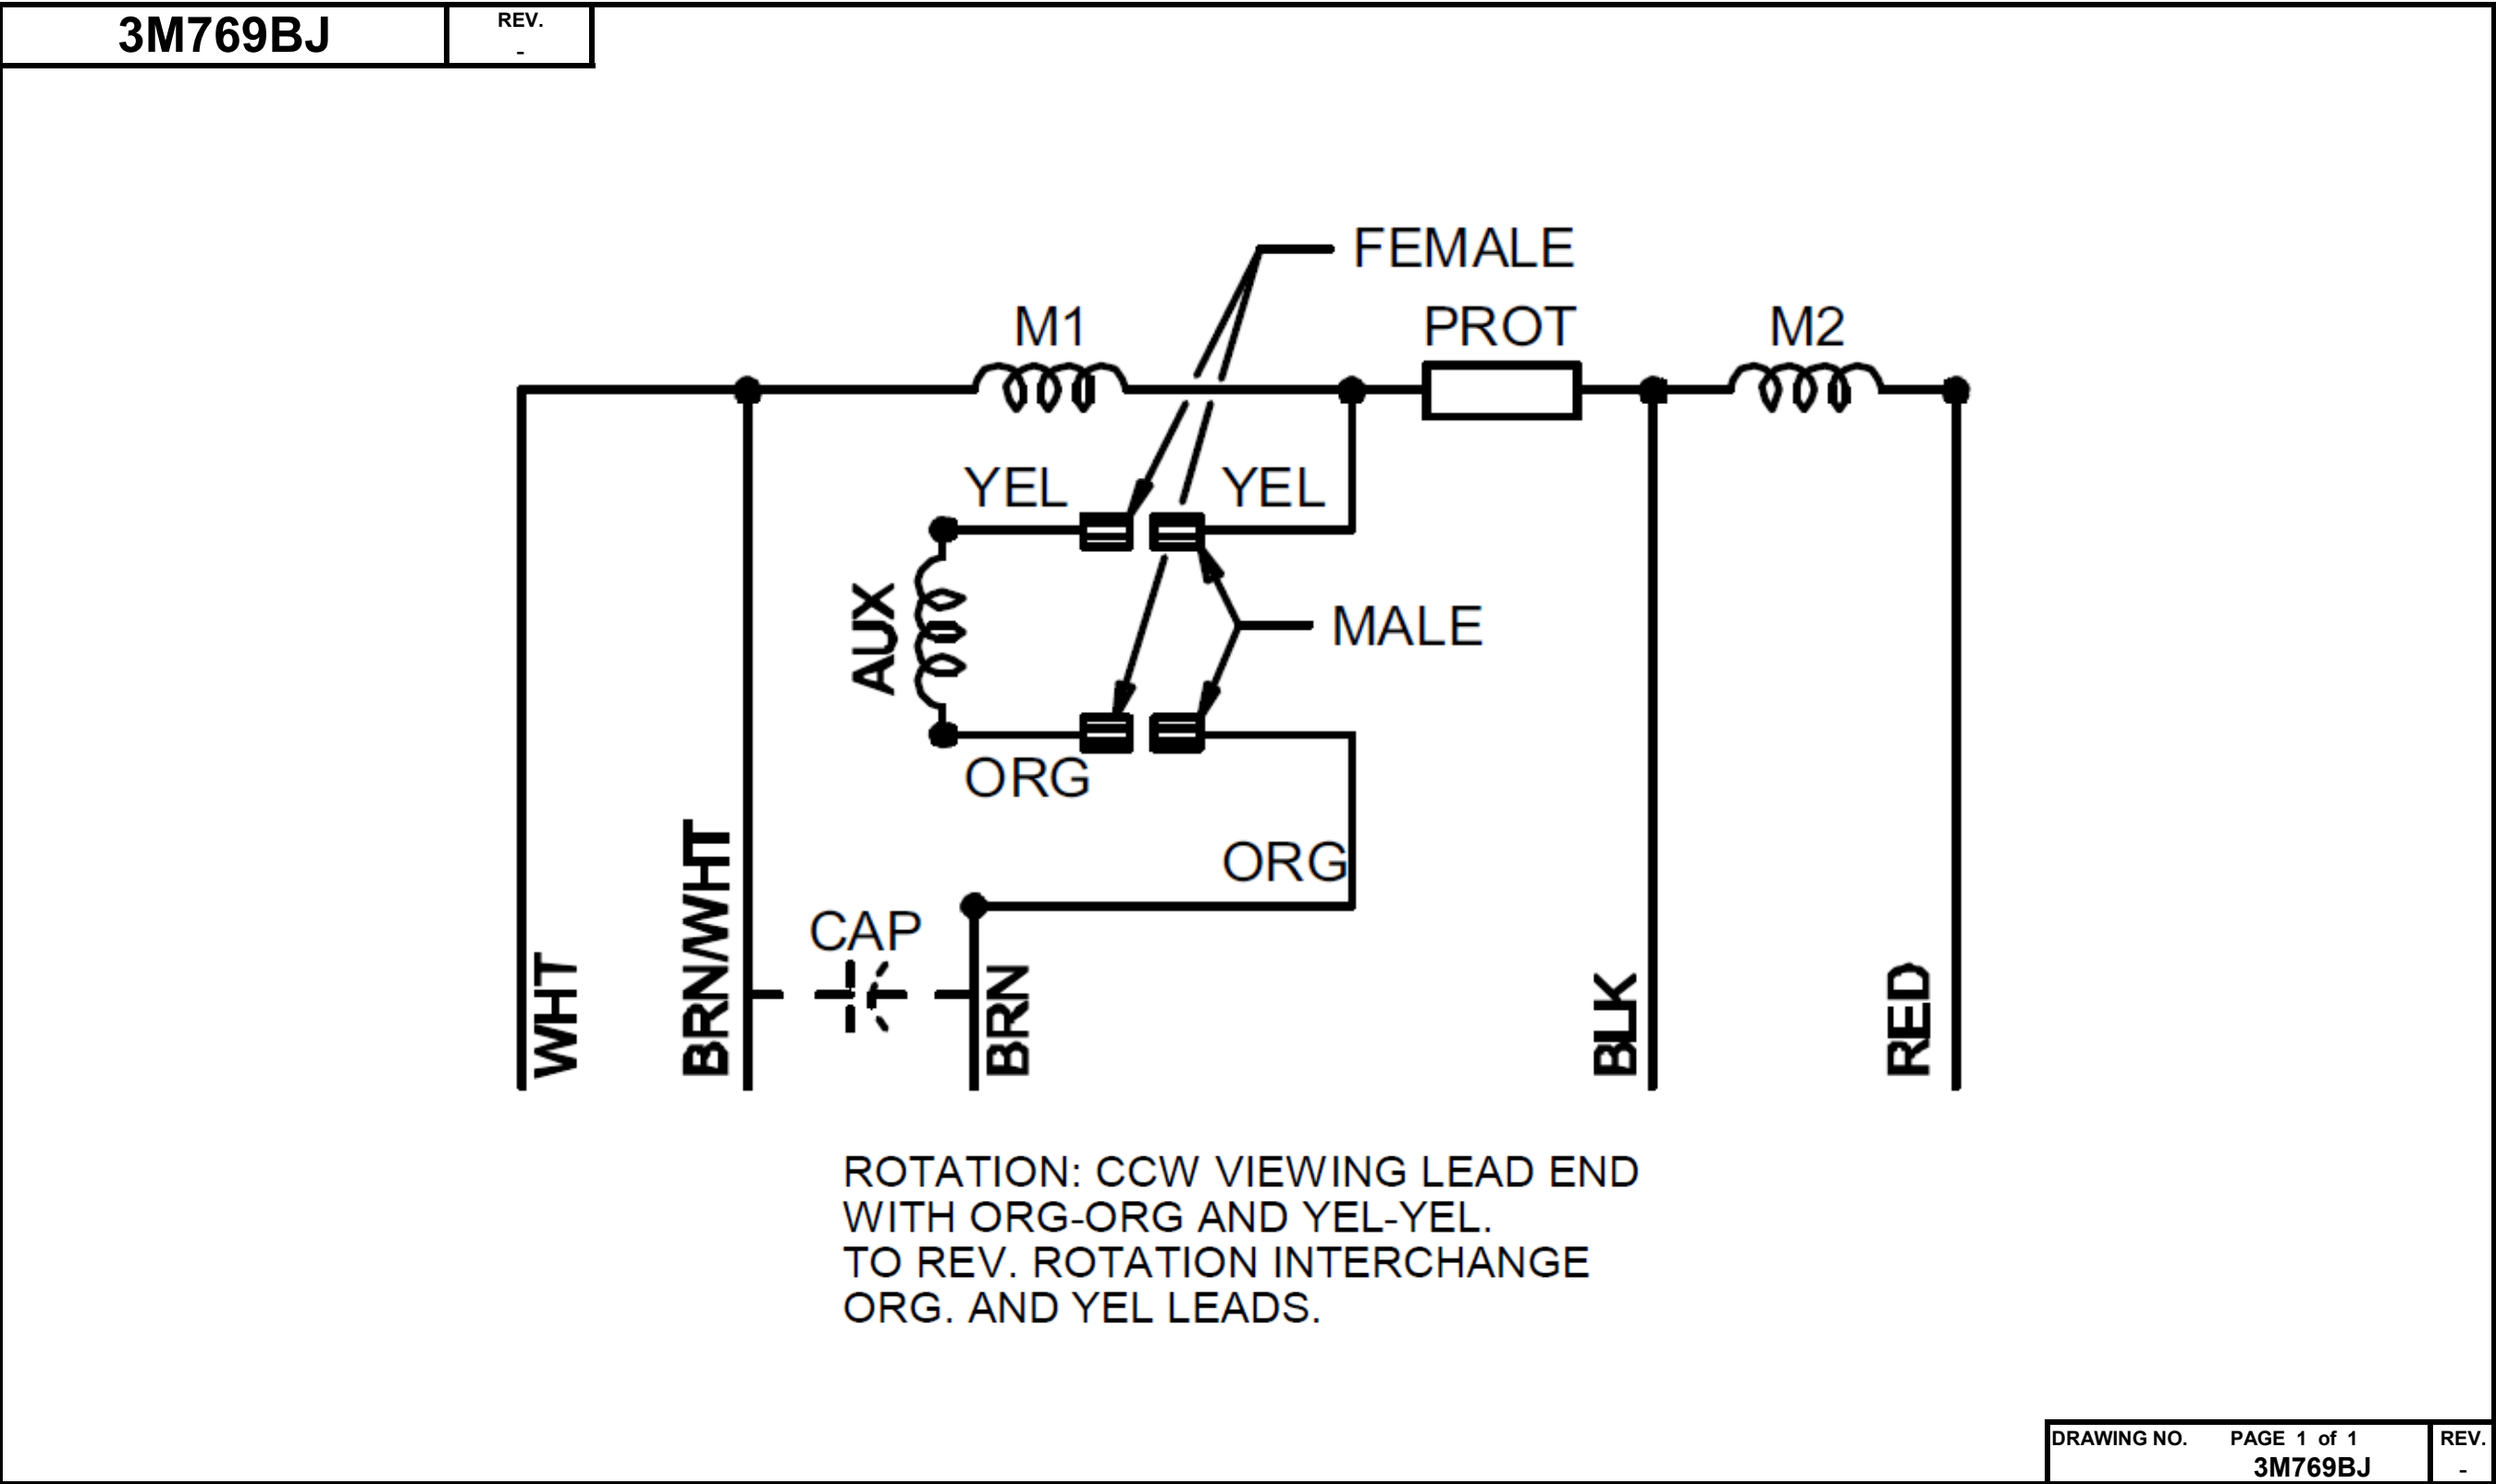 3M769BJ
REV.
-
FEMALE
M1
PROT
M2
YEL
YEL
AUX
MALE
ORG
ORG
CAP
WHT
BRN/WHT
BRN
BLK
RED
ROTATION: CCW VIEWING LEAD END
WITH ORG-ORG AND YEL-YEL.
TO REV. ROTATION INTERCHANGE
ORG. AND YEL LEADS.
DRAWING NO. PAGE 1 of 1 REV.
3M769BJ -